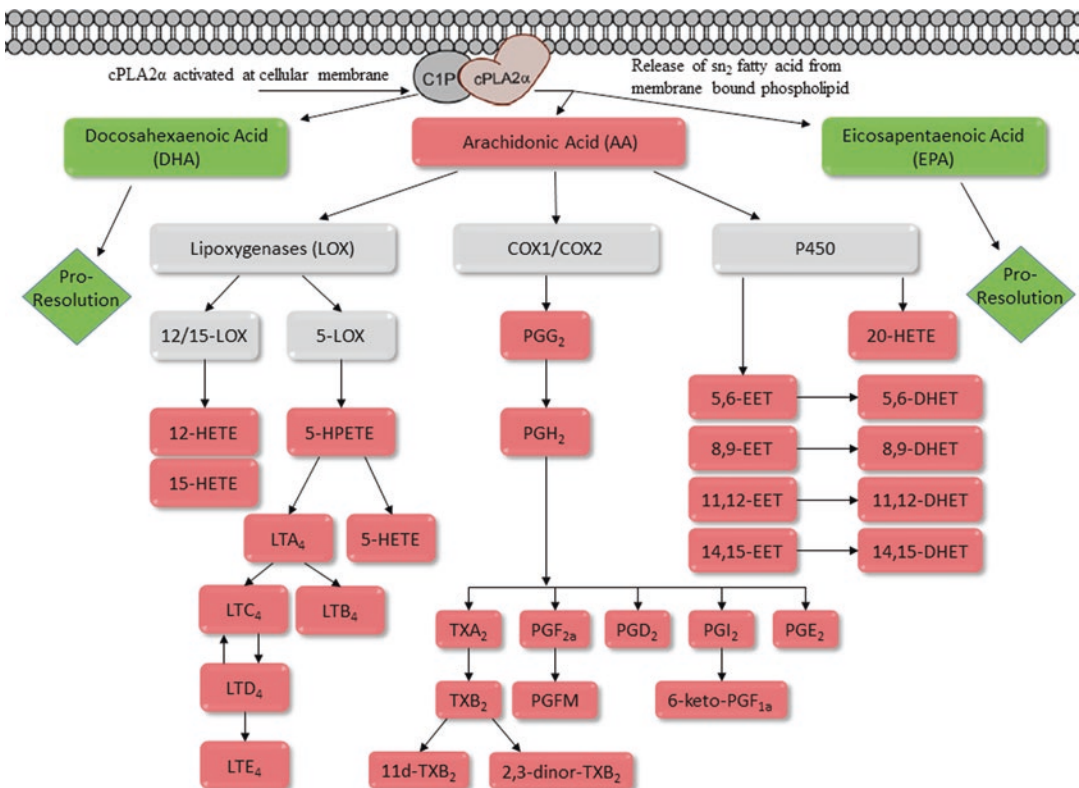 cPLA2α activated at cellular membrane
C1P
cPLA2α
Release of sn₂ fatty acid from
membrane bound phospholipid
Docosahexaenoic Acid
(DHA)
Arachidonic Acid (AA)
Eicosapentaenoic Acid
(EPA)
Pro-
Resolution
Lipoxygenases (LOX)
COX1/COX2
P450
Pro-
Resolution
12/15-LOX
5-LOX
PGG₂
20-HETE
12-HETE
15-HETE
5-HPETE
PGH₂
5,6-EET
5,6-DHET
8,9-EET
8,9-DHET
11,12-EET
11,12-DHET
14,15-EET
14,15-DHET
LTA₄
5-HETE
LTC₄
LTB₄
LTD₄
LTE₄
TXA₂
PGF₂ₐ
PGD₂
PGI₂
PGE₂
TXB₂
PGFM
6-keto-PGF₁ₐ
11d-TXB₂
2,3-dinor-TXB₂